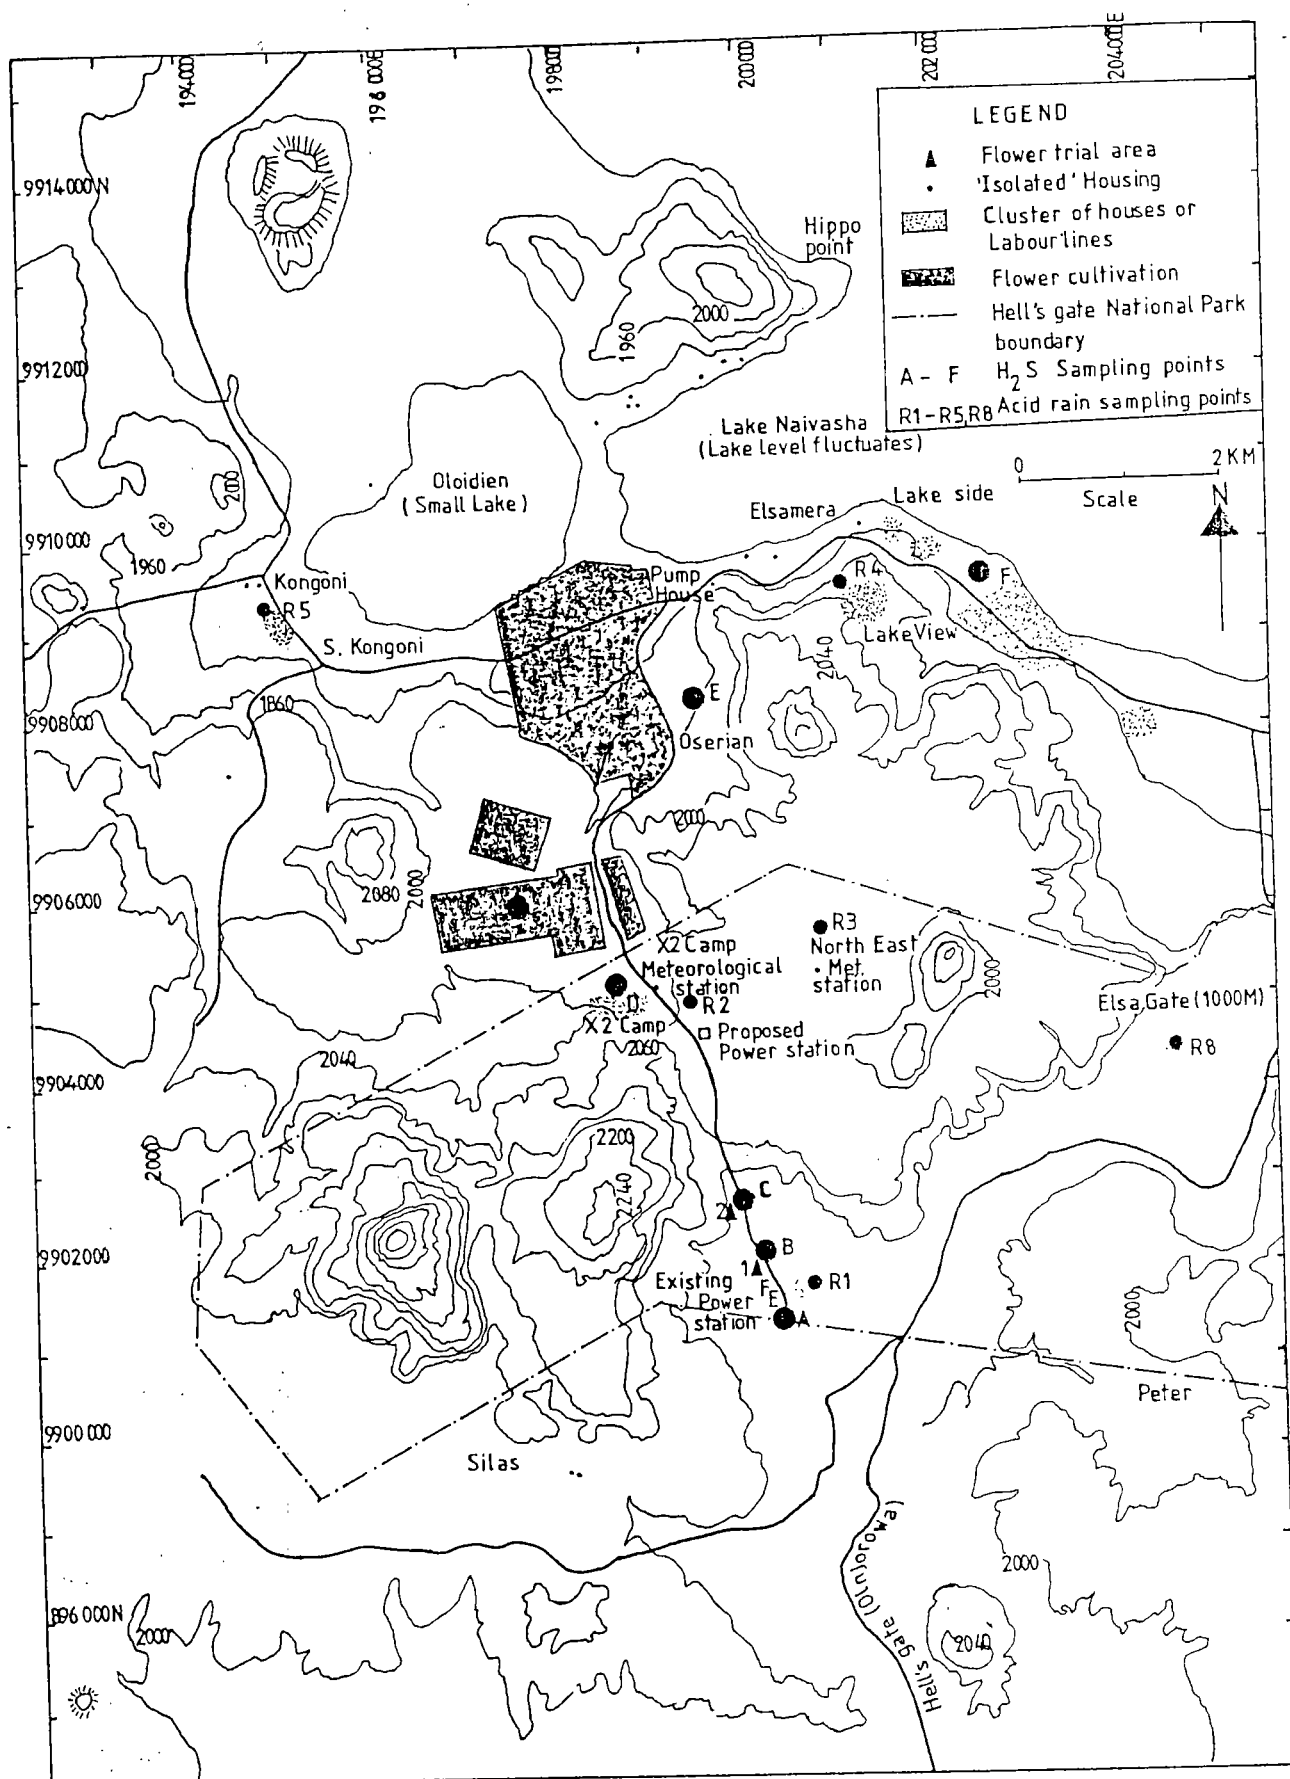 194000
196000E
198000
200000
202000
204000E
LEGEND
Flower trial area
'Isolated' Housing
Cluster of houses or
Labour lines
Flower cultivation
Hell's gate National Park
boundary
A - F H2S Sampling points
R1-R5,R8 Acid rain sampling points
9914000N
Hippo
point
2000
1960
9912000
Lake Naivasha
(Lake level fluctuates)
0 2KM
Scale
N
2000
Oloidien
(Small Lake)
Elsamera
Lake side
9910000
1960
Kongoni
R5
Pump
House
R4
F
S. Kongoni
LakeView
2040
9908000
1860
E
Oserian
2000
2080
2000
9906000
X2 Camp
Meteorological
station
R3
North East
Met.
station
2000
D
X2 Camp
R2
Proposed
Power station
Elsa Gate (1000M)
R8
2040
2060
9904000
2000
2200
2240
C
2
9902000
B
1
Existing
Power
station
F
E
R1
A
2000
Peter
9900000
Silas
Hell's gate (Olnjorowa)
2000
896000N
2000
2040